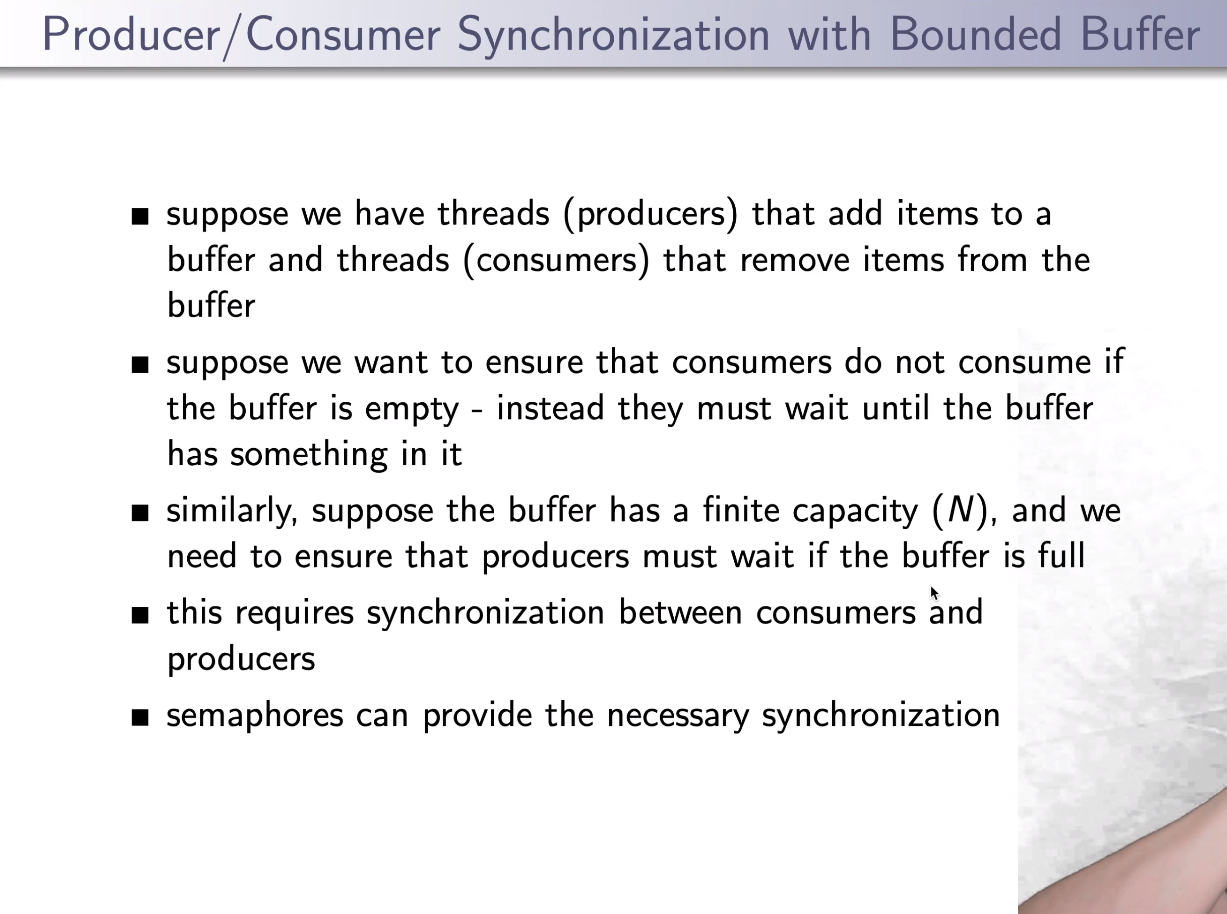 Producer/Consumer Synchronization with Bounded Buffer
■ suppose we have threads (producers) that add items to a
buffer and threads (consumers) that remove items from the
buffer
■ suppose we want to ensure that consumers do not consume if
the buffer is empty - instead they must wait until the buffer
has something in it
■ similarly, suppose the buffer has a finite capacity (N), and we
need to ensure that producers must wait if the buffer is full
■ this requires synchronization between consumers and
producers
■ semaphores can provide the necessary synchronization